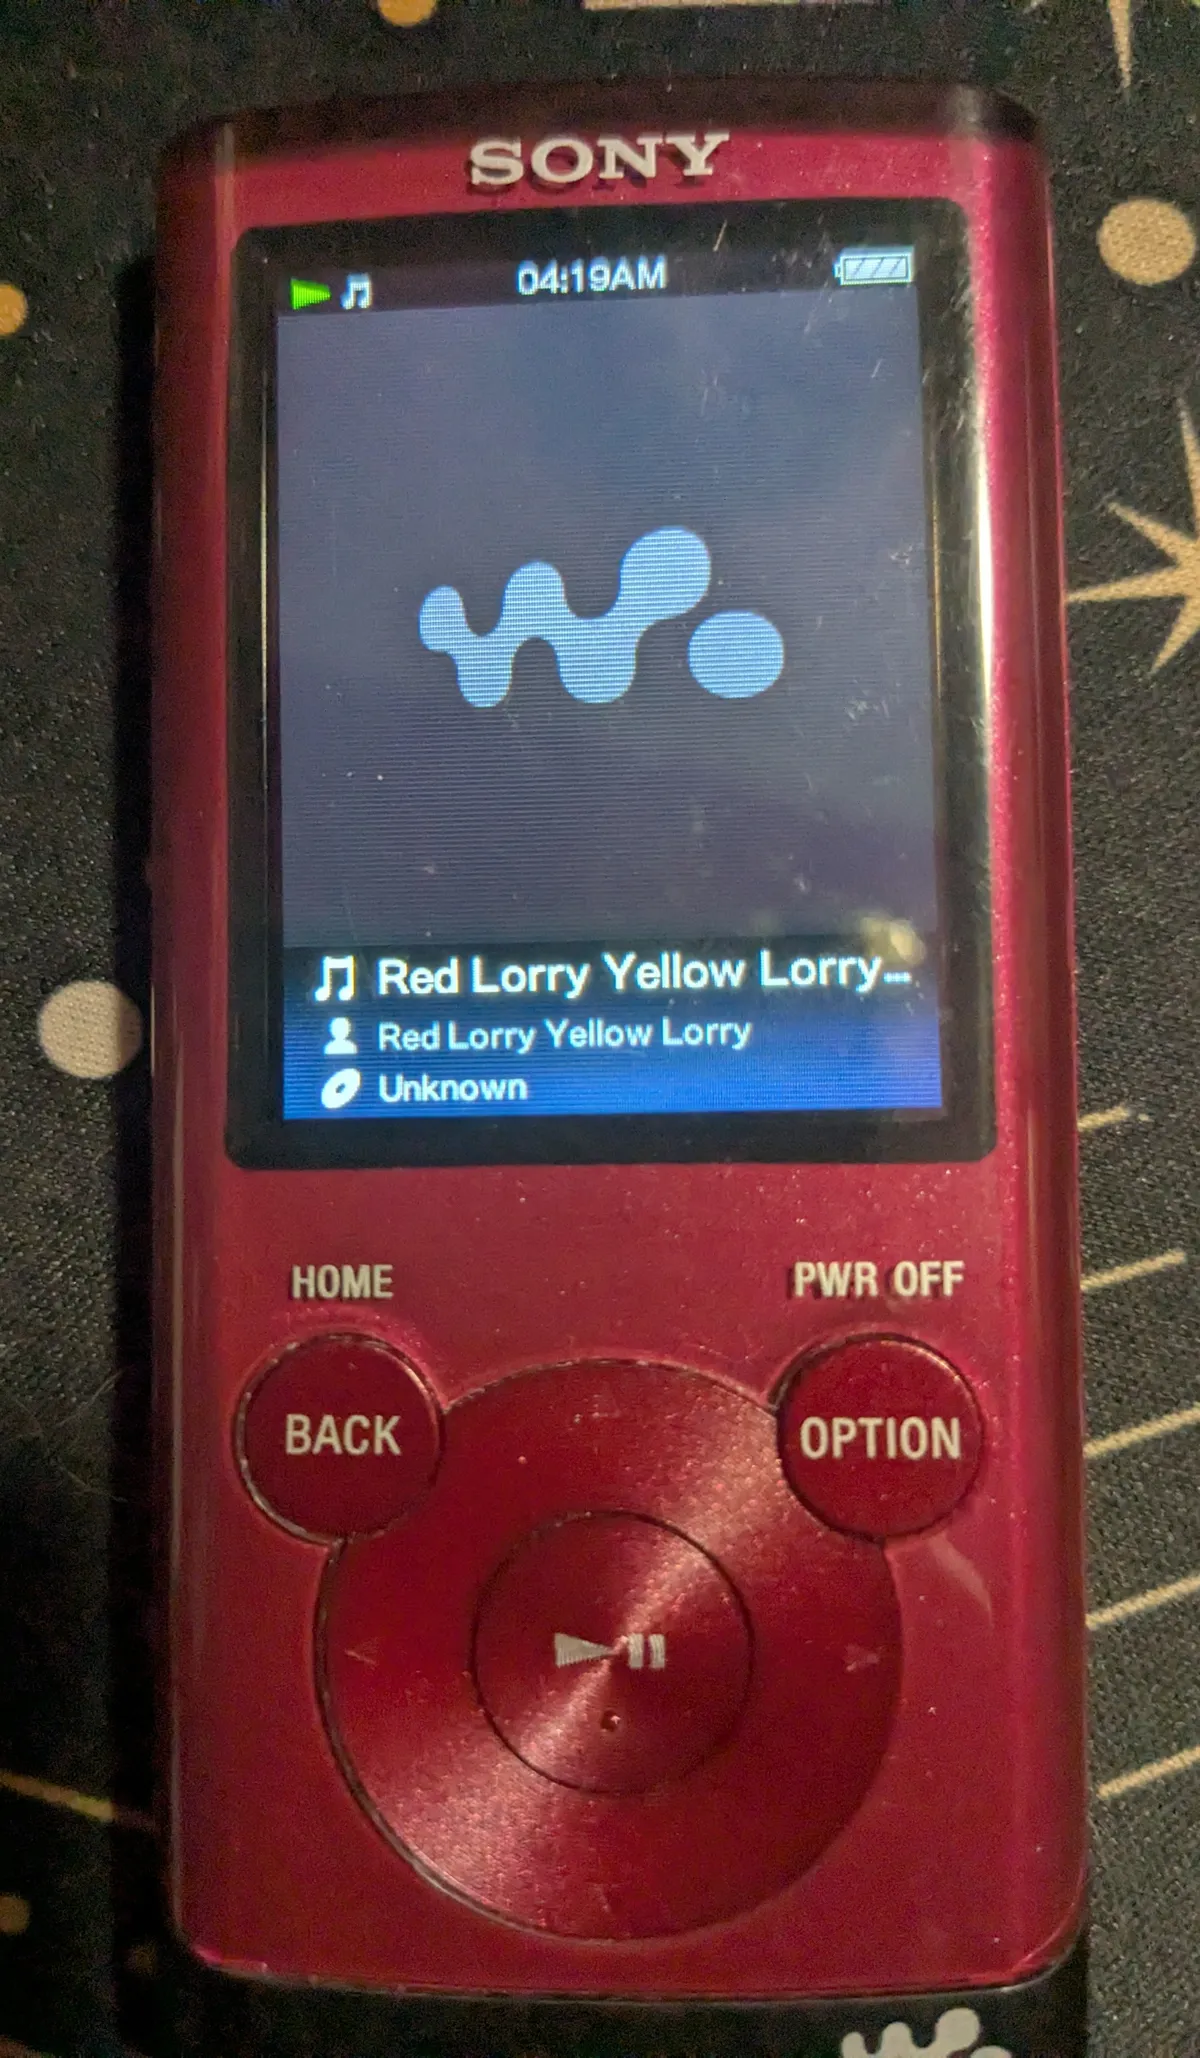 SONY
04:19AM
Red Lorry Yellow Lorry...
Red Lorry Yellow Lorry
Unknown
HOME
PWR OFF
BACK
OPTION